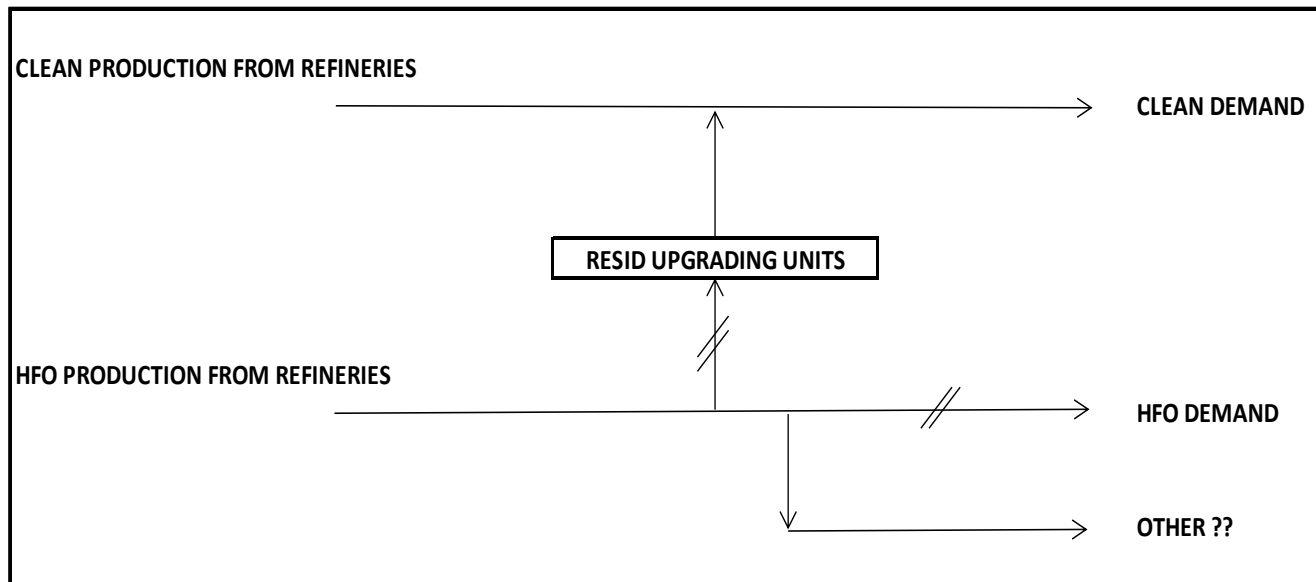 CLEAN PRODUCTION FROM REFINERIES
CLEAN DEMAND
RESID UPGRADING UNITS
HFO PRODUCTION FROM REFINERIES
HFO DEMAND
OTHER ??